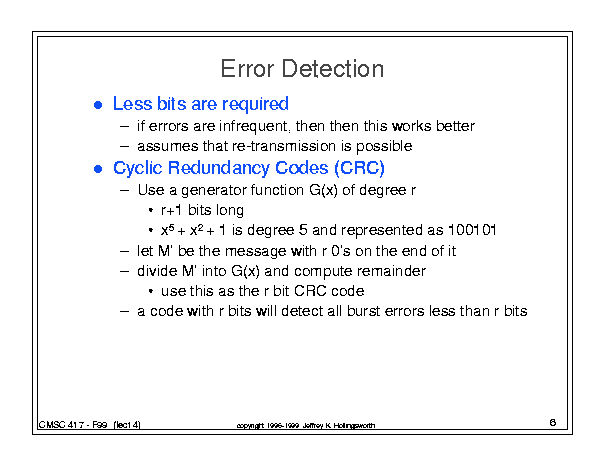 Error Detection
● Less bits are required
– if errors are infrequent, then then this works better
– assumes that re-transmission is possible
● Cyclic Redundancy Codes (CRC)
– Use a generator function G(x) of degree r
• r+1 bits long
• x⁵ + x² + 1 is degree 5 and represented as 100101
– let M' be the message with r 0's on the end of it
– divide M' into G(x) and compute remainder
• use this as the r bit CRC code
– a code with r bits will detect all burst errors less than r bits
CMSC 417 - F99 (lect 4)
copyright 1996-1999 Jeffrey K. Hollingsworth
6